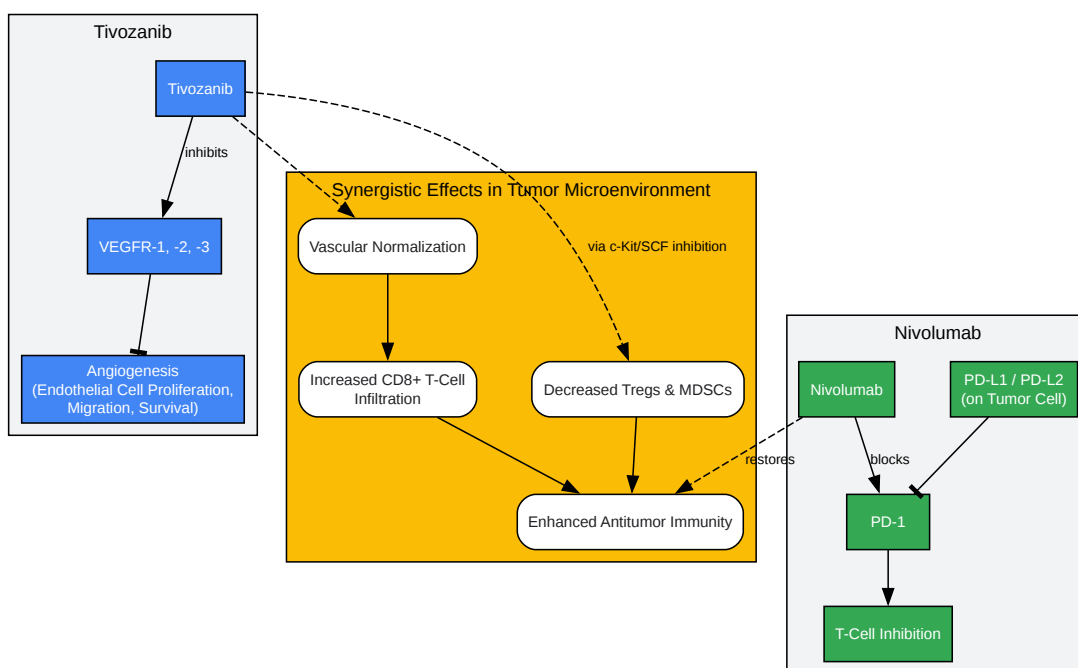 Tivozanib
Tivozanib
inhibits
VEGFR-1, -2, -3
Angiogenesis
(Endothelial Cell Proliferation,
Migration, Survival)
Synergistic Effects in Tumor Microenvironment
Vascular Normalization
via c-Kit/SCF inhibition
Increased CD8+ T-Cell
Infiltration
Decreased Tregs & MDSCs
Enhanced Antitumor Immunity
Nivolumab
Nivolumab
PD-L1 / PD-L2
(on Tumor Cell)
restores
blocks
PD-1
T-Cell Inhibition